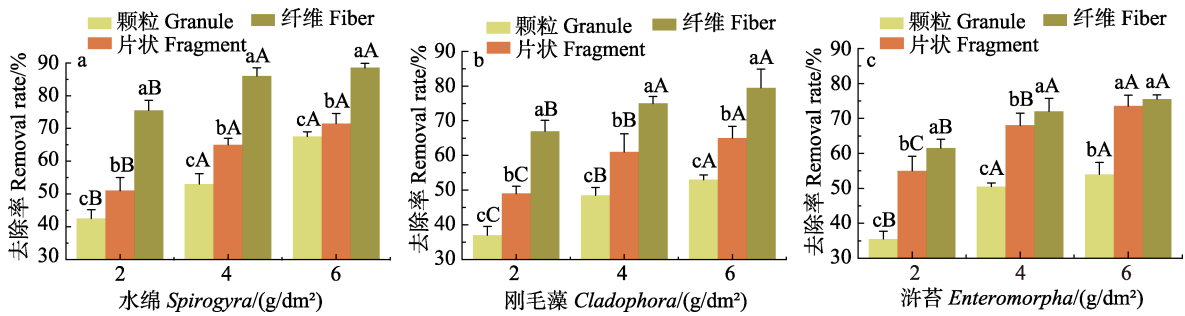 颗粒 Granule 纤维 Fiber
片状 Fragment
a
去除率 Removal rate/%
90
80
70
60
50
40
30
cB bB aB
cA bA aA
cA bA aA
2 4 6
水绵 Spirogyra/(g/dm²)
颗粒 Granule 纤维 Fiber
片状 Fragment
b
去除率 Removal rate/%
90
80
70
60
50
40
30
cC bC aB
cB bB aA
cA bA aA
2 4 6
刚毛藻 Cladophora/(g/dm²)
颗粒 Granule 纤维 Fiber
片状 Fragment
c
去除率 Removal rate/%
90
80
70
60
50
40
30
cB bC aB
cA bB aA
bA aA aA
2 4 6
浒苔 Enteromorpha/(g/dm²)